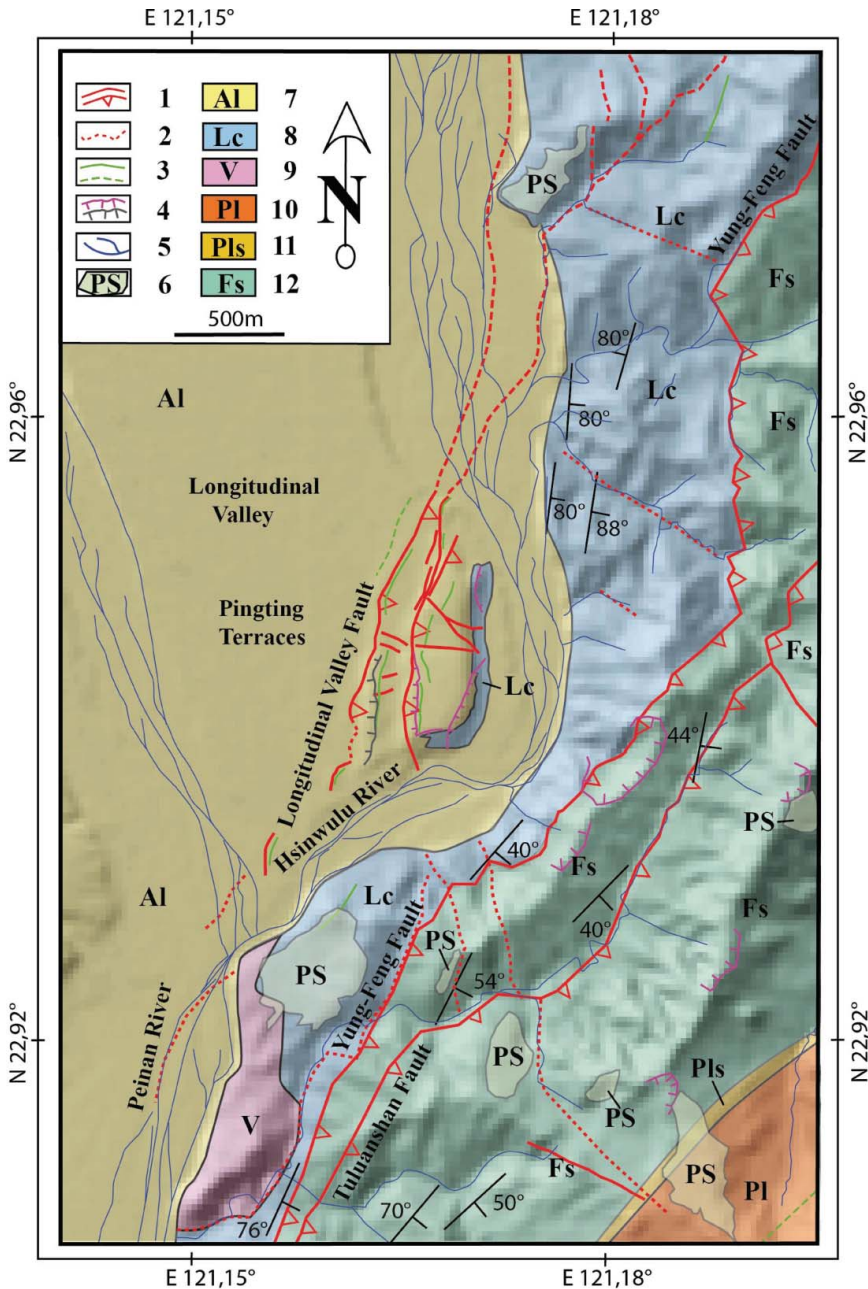 E 121,15°
E 121,18°
1
2
3
4
5
PS
6
Al
7
Lc
8
V
9
Pl
10
Pls
11
Fs
12
N
500m
PS
Lc
Yung-Feng Fault
Fs
80°
N 22,96°
N 22,96°
Al
Lc
80°
Fs
Longitudinal
Valley
80°
88°
Pingting
Terraces
Longitudinal Valley Fault
Fs
Lc
44°
Hsinwulu River
PS
40°
Fs
Al
Lc
Fs
40°
PS
PS
Yung-Feng Fault
54°
N 22,92°
N 22,92°
Peinan River
PS
Pls
Tuluanshan Fault
PS
V
Fs
PS
Pl
76°
70°
50°
E 121,15°
E 121,18°